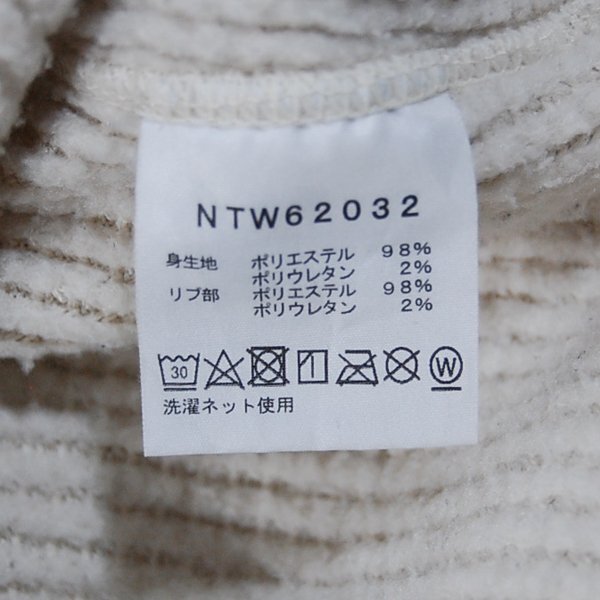 NTW62032
身生地 ポリエステル 98%
ポリウレタン 2%
リブ部 ポリエステル 98%
ポリウレタン 2%
30 W
洗濯ネット使用